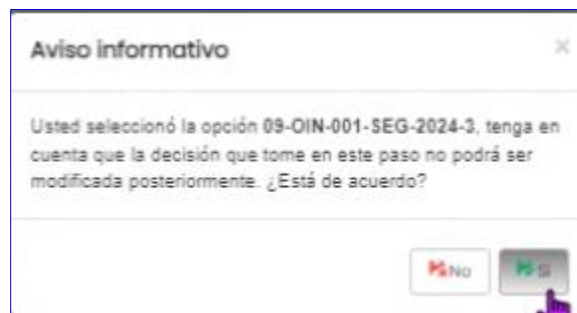 Aviso informativo
Usted seleccionó la opción 09-OIN-001-SEG-2024-3, tenga en
cuenta que la decisión que tome en este paso no podrá ser
modificada posteriormente. ¿Está de acuerdo?
No
Si